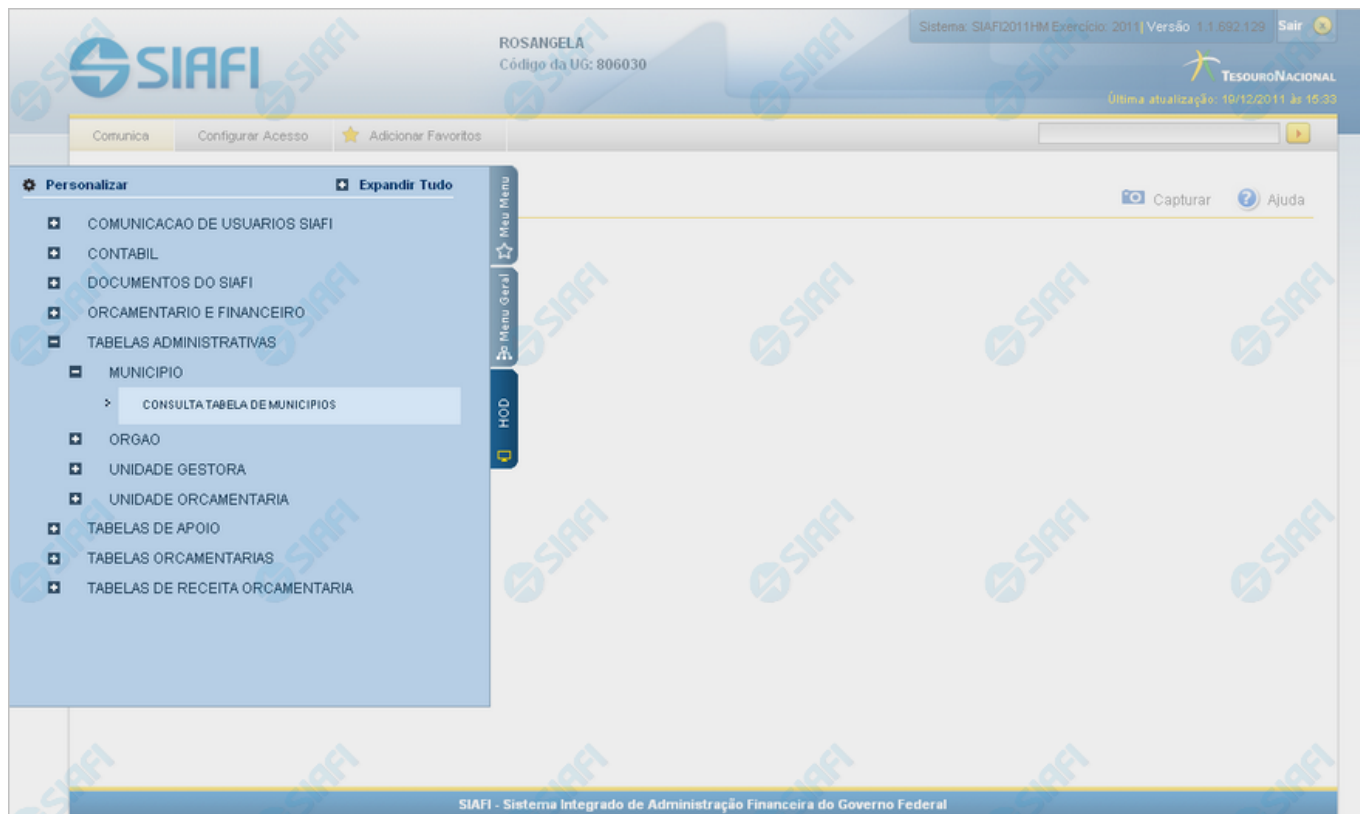 Sistema: SIAFI2011HM Exercício: 2011| Versão 1.1.692.129 Sair
SIAFI
ROSANGELA
Código da UG: 806030
TESOURONACIONAL
Última atualização: 19/12/2011 às 15:33
Comunica Configurar Acesso Adicionar Favoritos
Personalizar Expandir Tudo
Capturar Ajuda
Meu Menu
Menu Geral
HOD
COMUNICACAO DE USUARIOS SIAFI
CONTABIL
DOCUMENTOS DO SIAFI
ORCAMENTARIO E FINANCEIRO
TABELAS ADMINISTRATIVAS
MUNICIPIO
CONSULTA TABELA DE MUNICIPIOS
ORGAO
UNIDADE GESTORA
UNIDADE ORCAMENTARIA
TABELAS DE APOIO
TABELAS ORCAMENTARIAS
TABELAS DE RECEITA ORCAMENTARIA
SIAFI - Sistema Integrado de Administração Financeira do Governo Federal